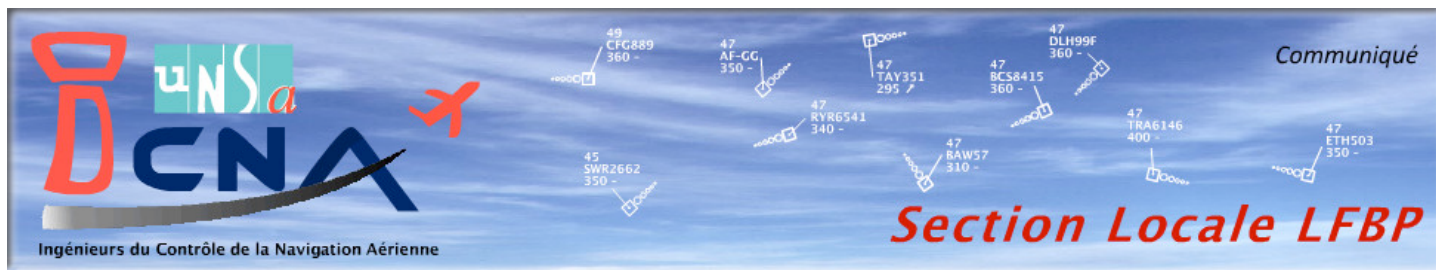 49
CFG889
360 -
47
AF-GG
350 -
47
TAY351
295 ↗
47
DLH99F
360 -
Communiqué
UNSa
ICNA
47
BCS8415
360 -
47
RYR6541
340 -
47
TRA6146
400 -
47
ETH503
350 -
45
SWR2662
350 -
47
BAW57
310 -
Section Locale LFBP
Ingénieurs du Contrôle de la Navigation Aérienne